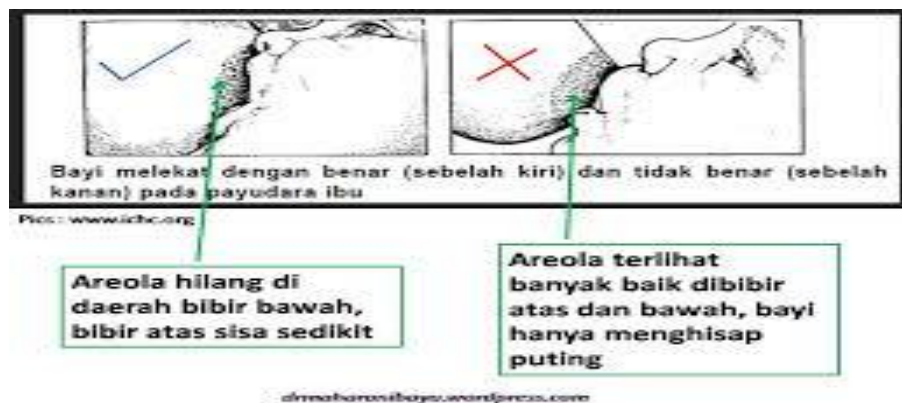 Bayi melekat dengan benar (sebelah kiri) dan tidak benar (sebelah
kanan) pada payudara ibu
Pics : www.ichc.org
Areola hilang di
daerah bibir bawah,
bibir atas sisa sedikit
Areola terlihat
banyak baik dibibir
atas dan bawah, bayi
hanya menghisap
puting